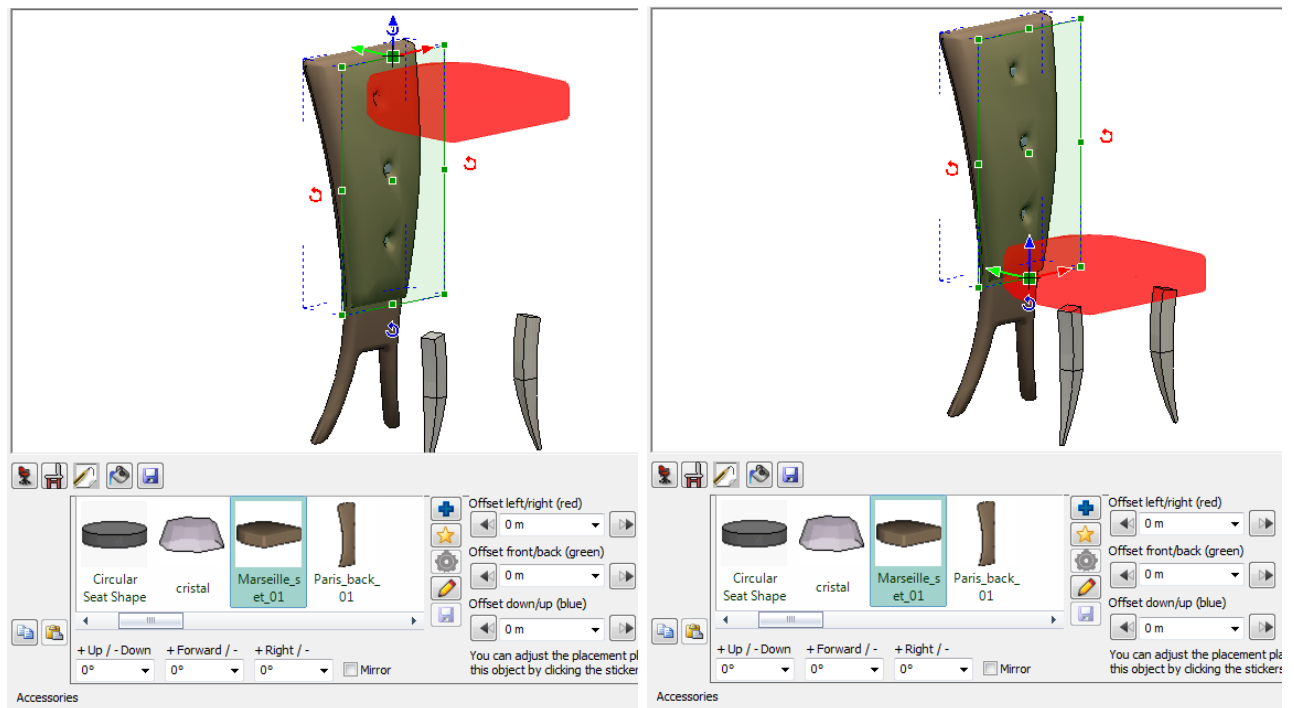 Circular
Seat Shape
cristal
Marseille_s
et_01
Paris_back_
01
Offset left/right (red)
0 m
Offset front/back (green)
0 m
Offset down/up (blue)
0 m
You can adjust the placement pl
this object by clicking the sticker
+ Up / - Down
+ Forward / -
+ Right / -
0°
0°
0°
Mirror
Accessories
Circular
Seat Shape
cristal
Marseille_s
et_01
Paris_back_
01
Offset left/right (red)
0 m
Offset front/back (green)
0 m
Offset down/up (blue)
0 m
You can adjust the placement pla
this object by clicking the stickers
+ Up / - Down
+ Forward / -
+ Right / -
0°
0°
0°
Mirror
Accessories